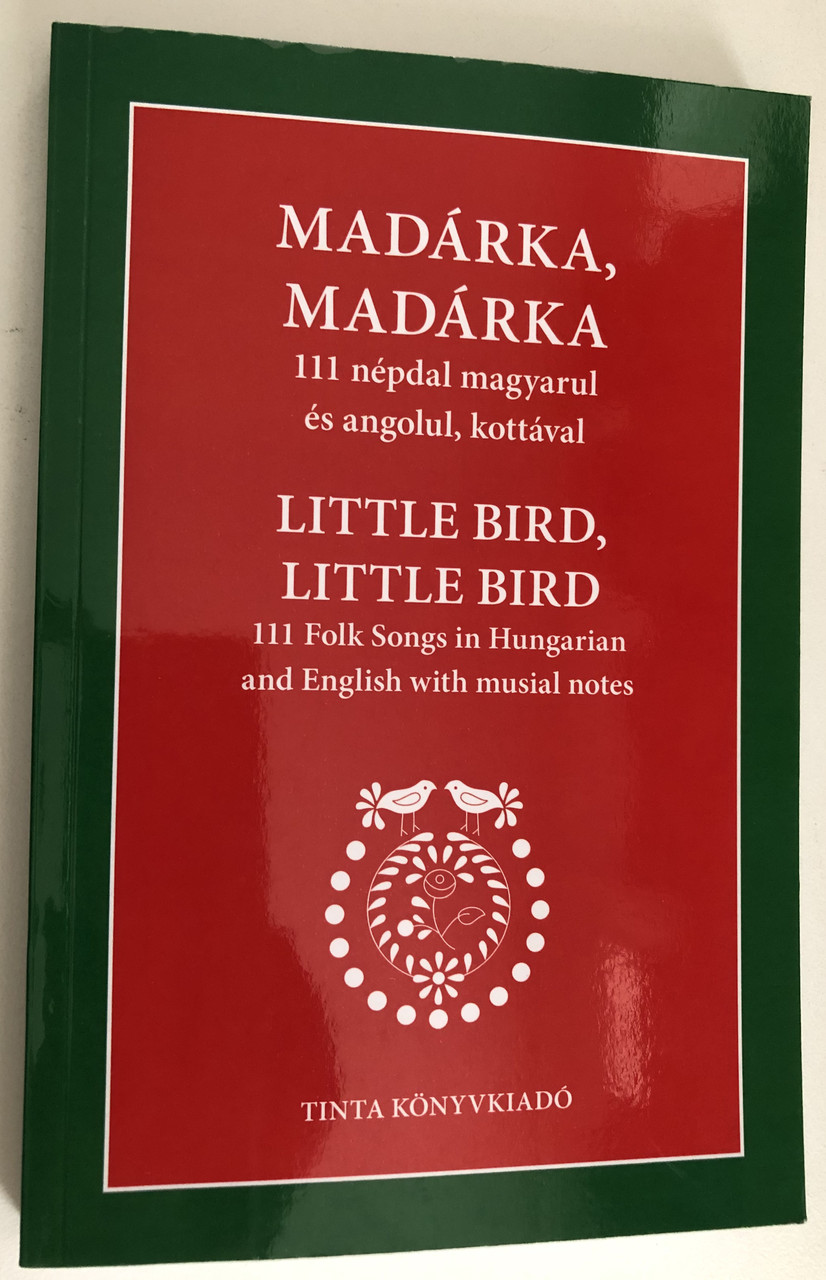 MADÁRKA,
MADÁRKA
111 népdal magyarul
és angolul, kottával
LITTLE BIRD,
LITTLE BIRD
111 Folk Songs in Hungarian
and English with musial notes
TINTA KÖNYVKIADÓ